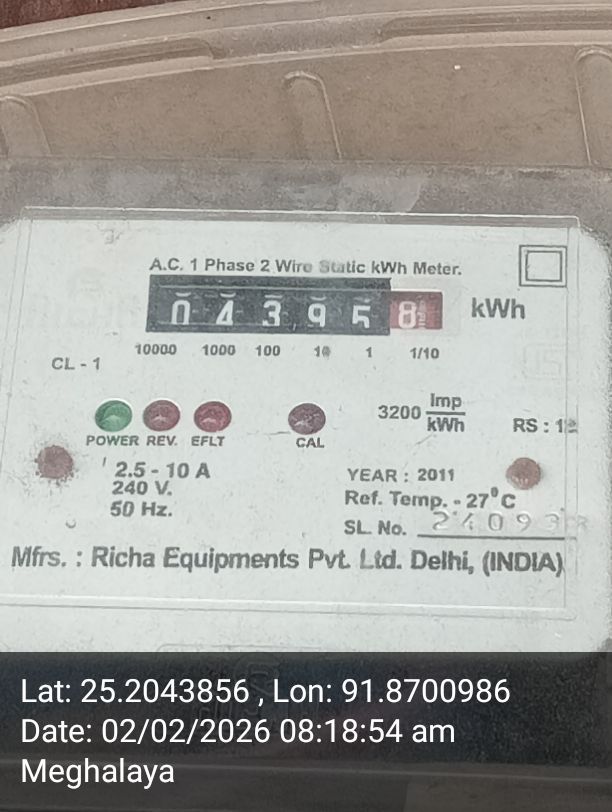 A.C. 1 Phase 2 Wire Static kWh Meter.
0 4 3 9 5 8 kWh
10000 1000 100 10 1 1/10
CL - 1
3200 Imp/kWh
RS : 12
POWER REV. EFLT CAL
2.5 - 10 A
240 V.
50 Hz.
YEAR : 2011
Ref. Temp. - 27°C
SL. No.
Mfrs. : Richa Equipments Pvt. Ltd. Delhi, (INDIA)
Lat: 25.2043856 , Lon: 91.8700986
Date: 02/02/2026 08:18:54 am
Meghalaya